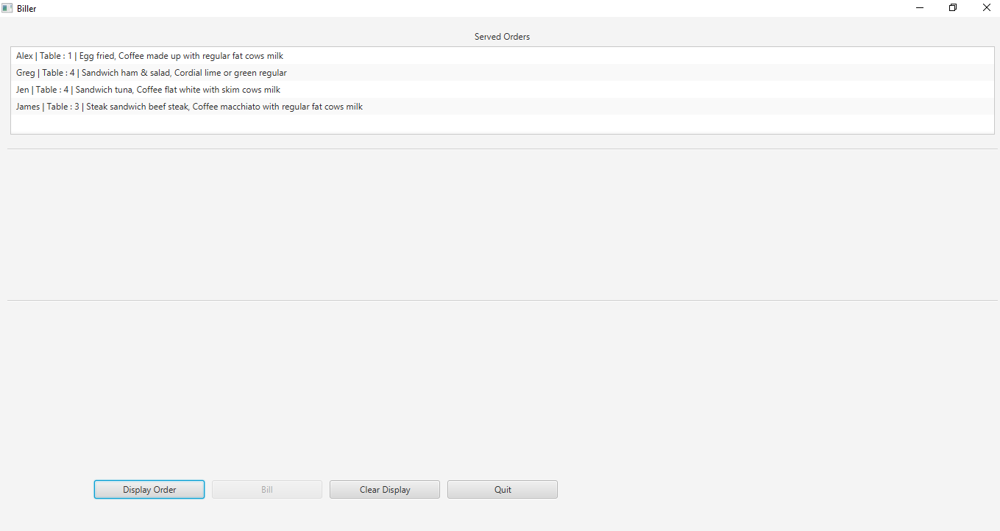 Biller
Served Orders
Alex | Table : 1 | Egg fried, Coffee made up with regular fat cows milk
Greg | Table : 4 | Sandwich ham & salad, Cordial lime or green regular
Jen | Table : 4 | Sandwich tuna, Coffee flat white with skim cows milk
James | Table : 3 | Steak sandwich beef steak, Coffee macchiato with regular fat cows milk
Display Order
Bill
Clear Display
Quit